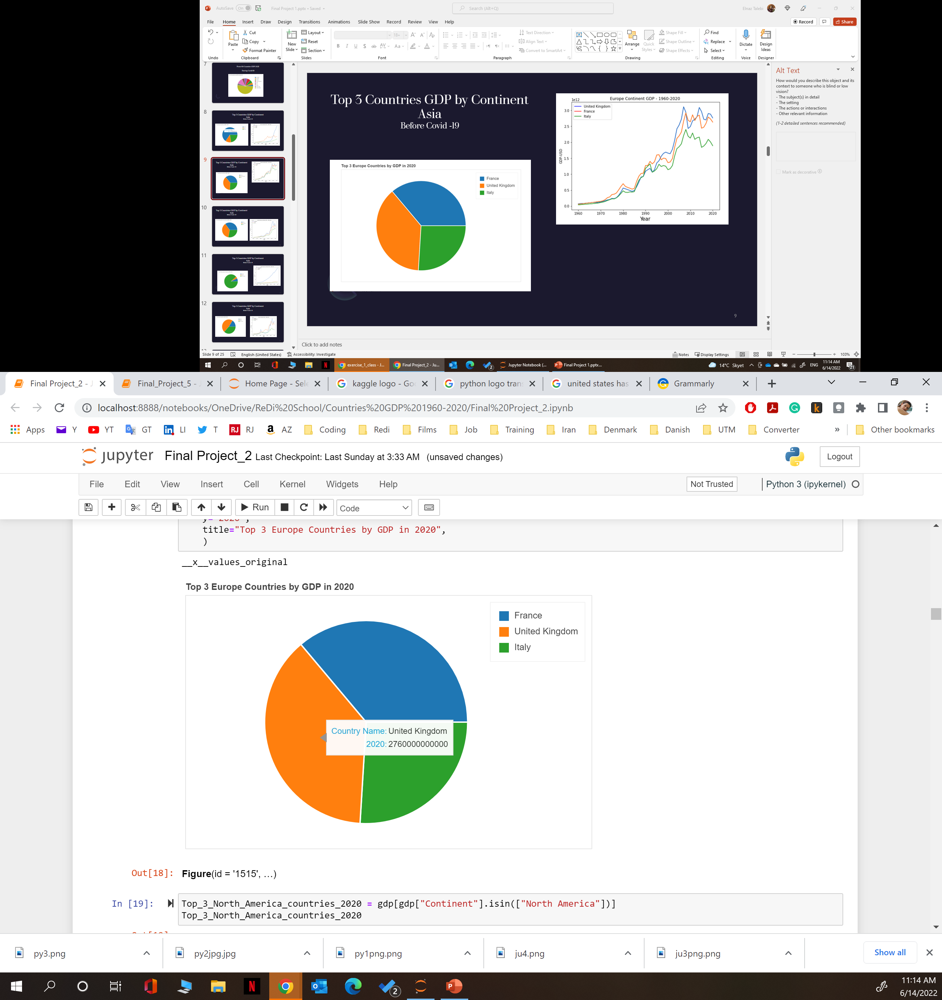 AutoSave On Final Project 1.pptx • Saved Search (Alt+Q) Elnaz Talebi
File Home Insert Draw Design Transitions Animations Slide Show Record Review View Help Record Share
Paste Cut Copy Format Painter New Slide Layout Reset Section 18+ Text Direction Align Text Convert to SmartArt Arrange Quick Styles Shape Fill Shape Outline Shape Effects Find Replace Select Dictate Design Ideas
Undo Clipboard Slides Font Paragraph Drawing Editing Voice Designer
7
8
9
10
11
12
Top 3 Countries GDP by Continent
Asia
Before Covid -19
Top 3 Europe Countries by GDP in 2020
France
United Kingdom
Italy
Europe Continent GDP - 1960-2020
1e12
United Kingdom
France
Italy
3.0
2.5
2.0
1.5
1.0
0.5
0.0
GDP-USD
1960 1970 1980 1990 2000 2010 2020
Year
9
Alt Text
How would you describe this object and its
context to someone who is blind or low
vision?
- The subject(s) in detail
- The setting
- The actions or interactions
- Other relevant information
(1-2 detailed sentences recommended)
Mark as decorative
Click to add notes
Slide 9 of 25 English (United States) Accessibility: Investigate Notes Display Settings 103%
exercise_1_class - J... Final Project_2 - Ju... 2 Jupyter Notebook (... Final Project 1.pptx... 14°C Skyet ENG 11:14 AM
6/14/2022 21
Final Project_2 - J Final_Project_5 - J Home Page - Sele kaggle logo - Goo python logo tran united states has Grammarly
localhost:8888/notebooks/OneDrive/ReDi%20School/Countries%20GDP%201960-2020/Final%20Project_2.ipynb
Apps Y YT GT LI T RJ RJ AZ Coding Redi Films Job Training Iran Denmark Danish UTM Converter » Other bookmarks
jupyter Final Project_2 Last Checkpoint: Last Sunday at 3:33 AM (unsaved changes) Logout
File Edit View Insert Cell Kernel Widgets Help Not Trusted Python 3 (ipykernel)
Run Code
y="2020",
title="Top 3 Europe Countries by GDP in 2020",
)
__x__values_original
Top 3 Europe Countries by GDP in 2020
France
United Kingdom
Italy
Country Name: United Kingdom
2020: 2760000000000
Out[18]: Figure(id = '1515', …)
In [19]: Top_3_North_America_countries_2020 = gdp[gdp["Continent"].isin(["North America"])]
Top_3_North_America_countries_2020
py3.png py2jpg.jpg py1png.png ju4.png ju3png.png Show all
2 11:14 AM
6/14/2022